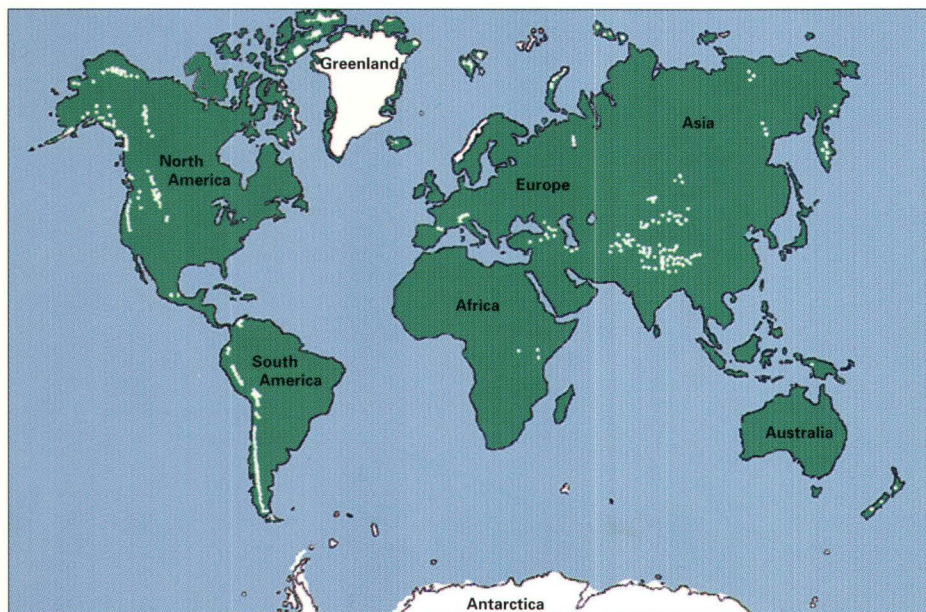 Greenland
Asia
North
America
Europe
Africa
South
America
Australia
Antarctica